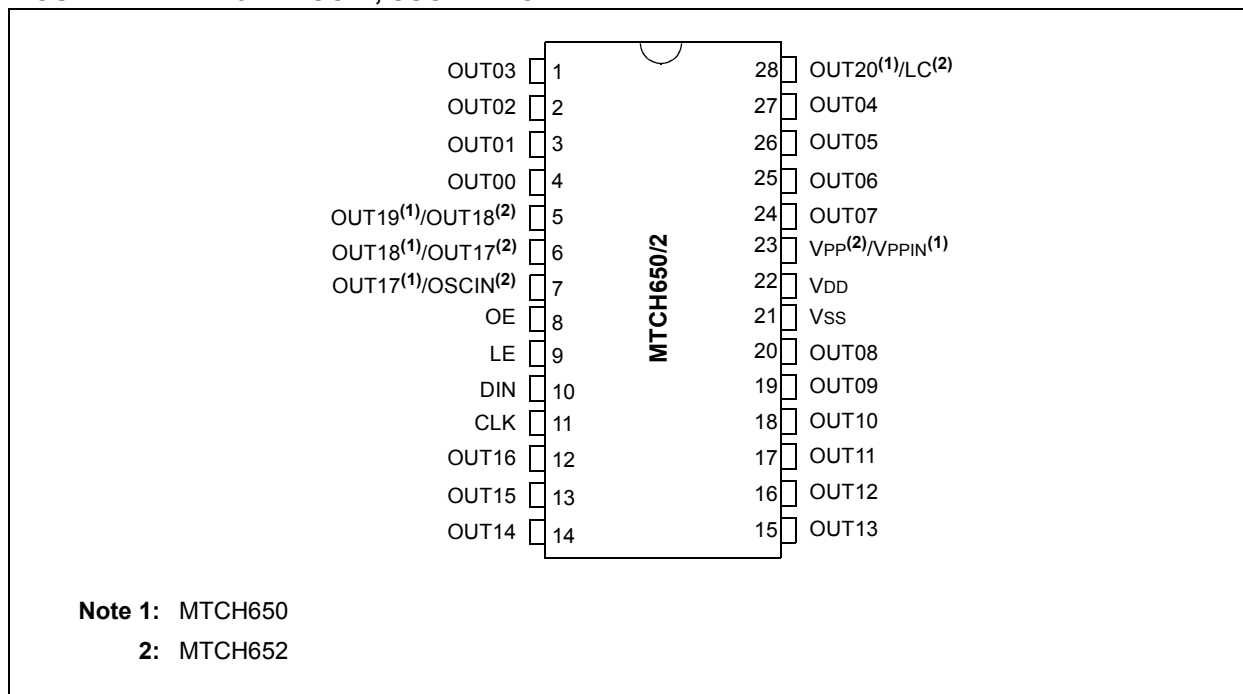 OUT03 1 28 OUT20(1)/LC(2)
OUT02 2 27 OUT04
OUT01 3 26 OUT05
OUT00 4 25 OUT06
OUT19(1)/OUT18(2) 5 24 OUT07
OUT18(1)/OUT17(2) 6 23 VPP(2)/VPPIN(1)
OUT17(1)/OSCIN(2) 7 22 VDD
OE 8 21 VSS
LE 9 20 OUT08
DIN 10 19 OUT09
CLK 11 18 OUT10
OUT16 12 17 OUT11
OUT15 13 16 OUT12
OUT14 14 15 OUT13
MTCH650/2
Note 1: MTCH650
2: MTCH652